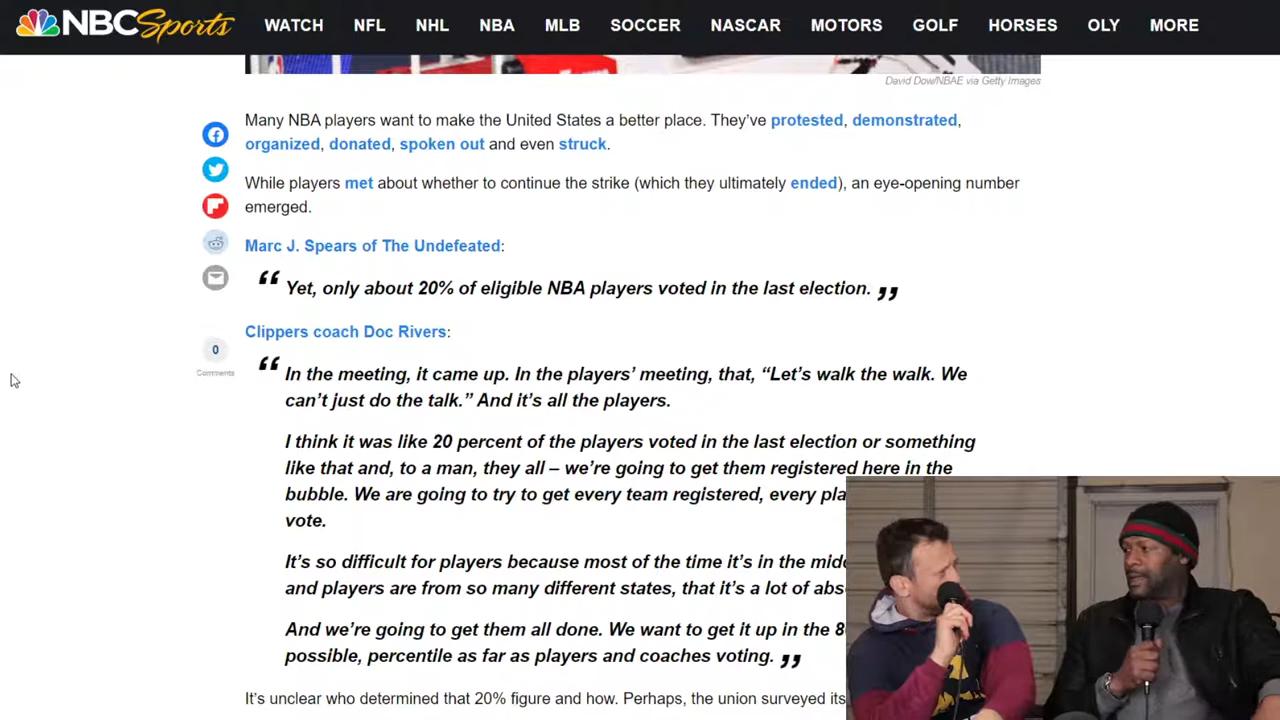 NBC Sports WATCH NFL NHL NBA MLB SOCCER NASCAR MOTORS GOLF HORSES OLY MORE
David Dow/NBAE via Getty Images
Many NBA players want to make the United States a better place. They’ve protested, demonstrated,
organized, donated, spoken out and even struck.
While players met about whether to continue the strike (which they ultimately ended), an eye-opening number
emerged.
Marc J. Spears of The Undefeated:
“ Yet, only about 20% of eligible NBA players voted in the last election. ”
Clippers coach Doc Rivers:
0
Comments
“ In the meeting, it came up. In the players’ meeting, that, “Let’s walk the walk. We
can’t just do the talk.” And it’s all the players.
I think it was like 20 percent of the players voted in the last election or something
like that and, to a man, they all – we’re going to get them registered here in the
bubble. We are going to try to get every team registered, every pla
vote.
It’s so difficult for players because most of the time it’s in the midd
and players are from so many different states, that it’s a lot of abs
And we’re going to get them all done. We want to get it up in the 8
possible, percentile as far as players and coaches voting. ”
It’s unclear who determined that 20% figure and how. Perhaps, the union surveyed its